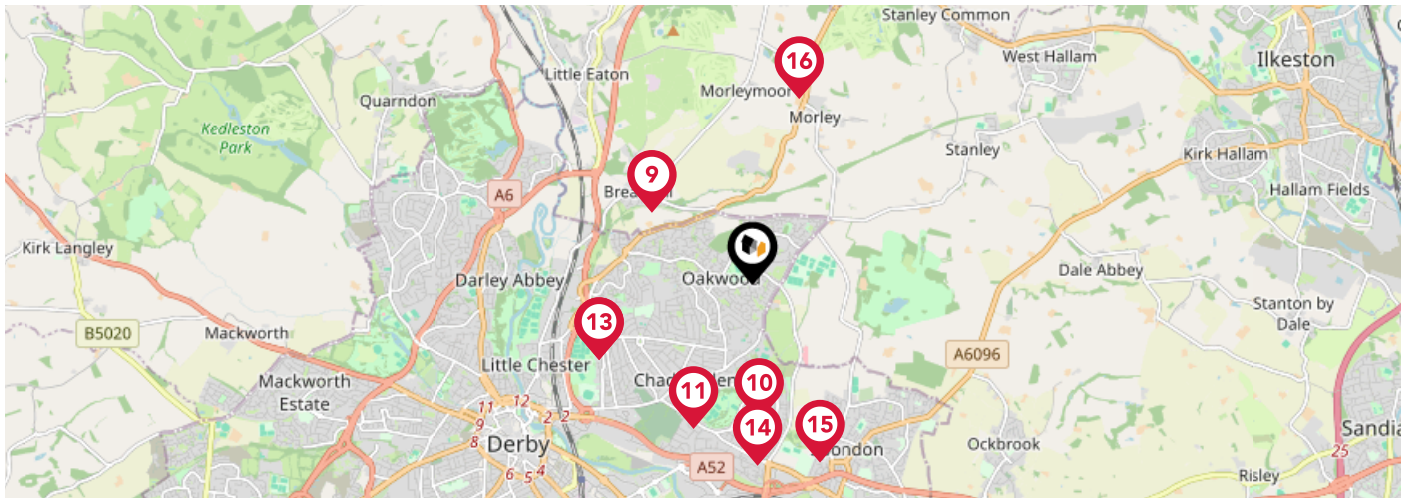 Stanley Common
West Hallam
Ilkeston
16
Little Eaton
Morleymoor
Quarndon
Morley
Kedleston
Park
Stanley
Kirk Hallam
9
A6
Hallam Fields
Kirk Langley
Darley Abbey
Oakwood
Dale Abbey
Stanton by
Dale
B5020
Mackworth
13
A6096
Little Chester
Mackworth
Estate
11
10
11
12
9
8
2
2
Derby
14
15
Ockbrook
A52
6
5
4
25
Risley